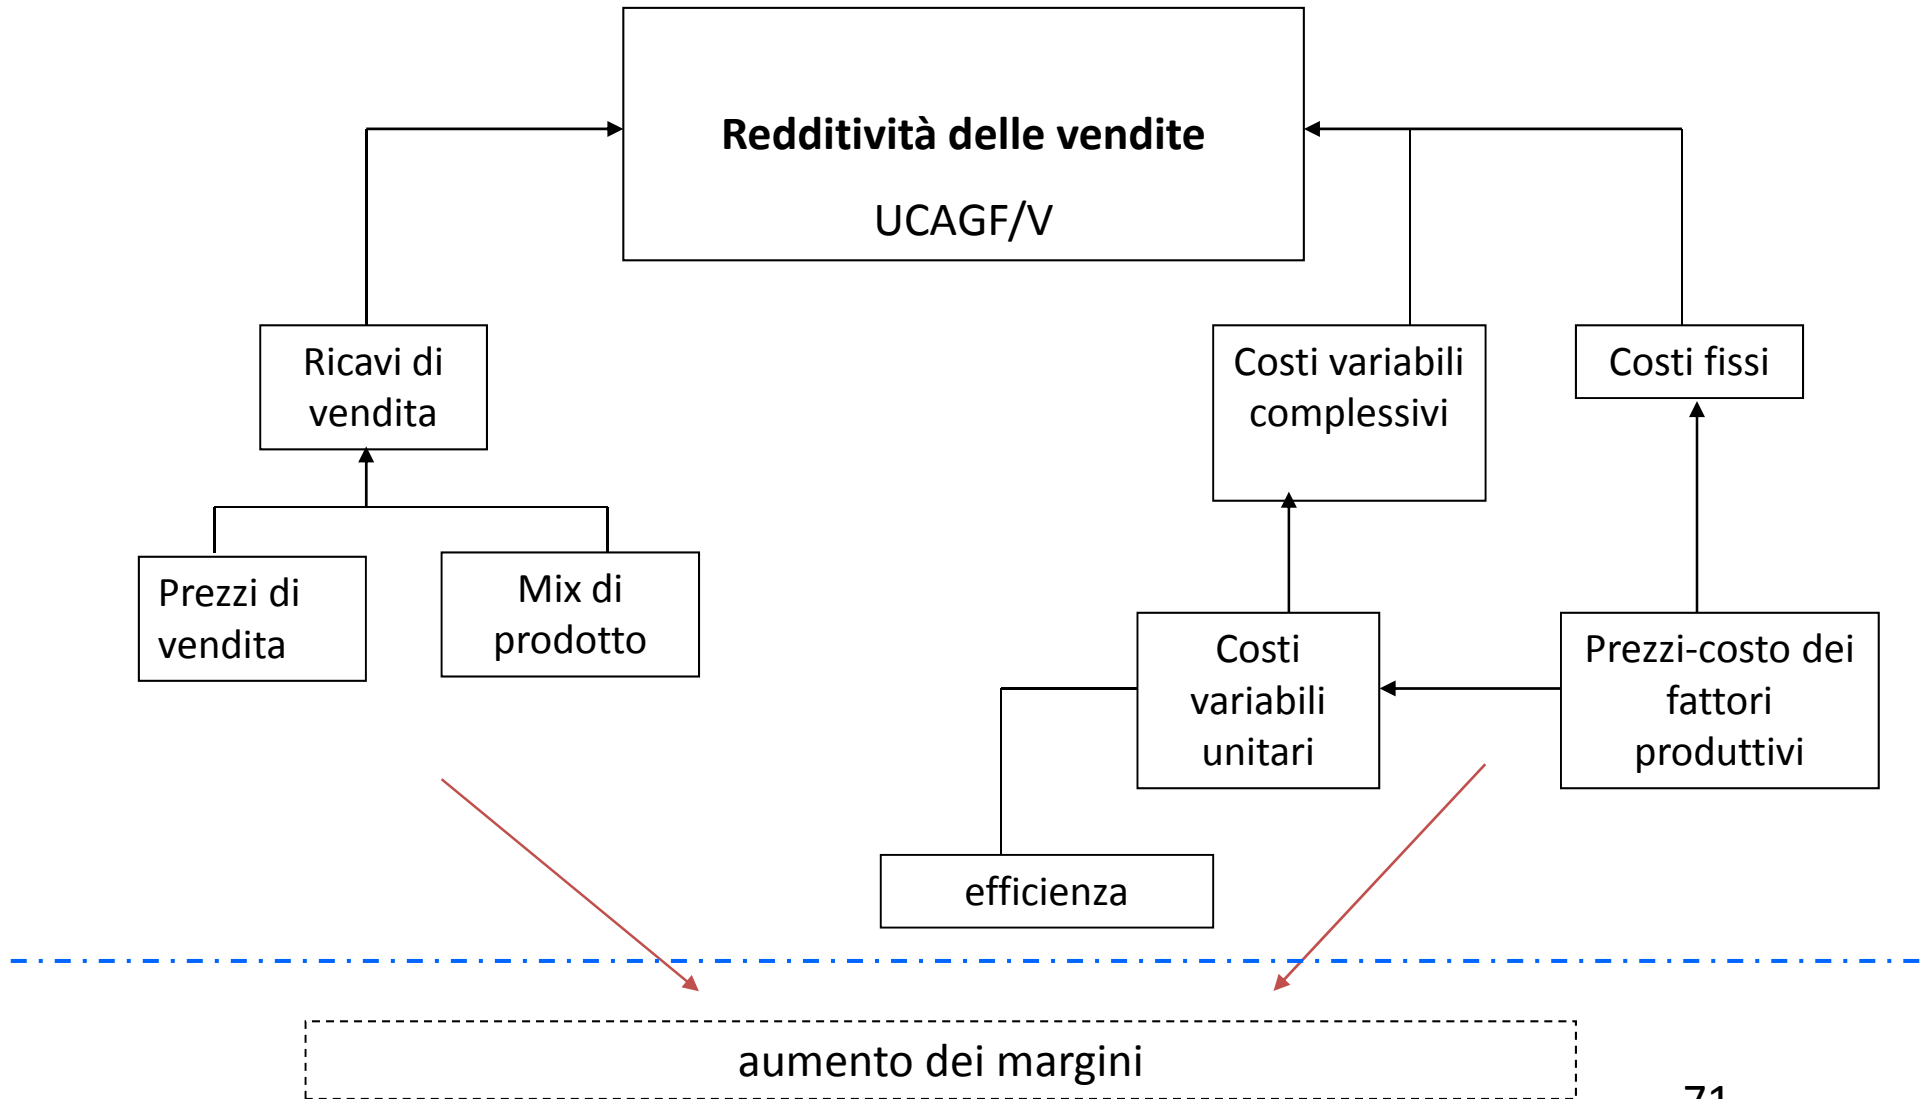 Redditività delle vendite
UCAGF/V
Ricavi di
vendita
Costi variabili
complessivi
Costi fissi
Prezzi di
vendita
Mix di
prodotto
Costi
variabili
unitari
Prezzi-costo dei
fattori
produttivi
efficienza
aumento dei margini
71